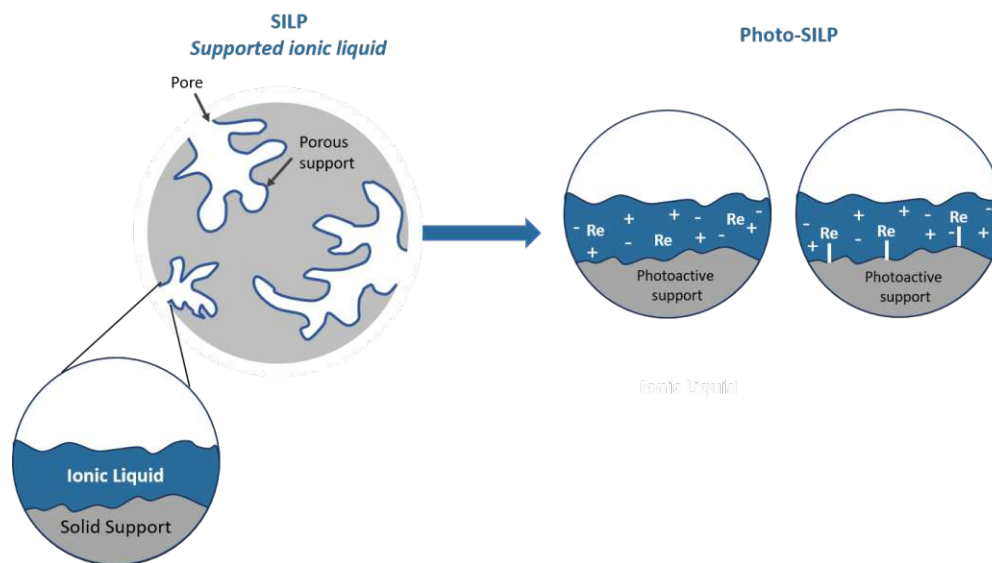 SILP
Supported ionic liquid
Pore
Porous
support
Ionic Liquid
Solid Support
Photo-SILP
Re
+
+
Re
-
-
+
-
Re
+
-
+
Photoactive
support
-
Re
+
+
-
Re
-
+
-
Re
+
-
+
Photoactive
support
Ionic Liquid